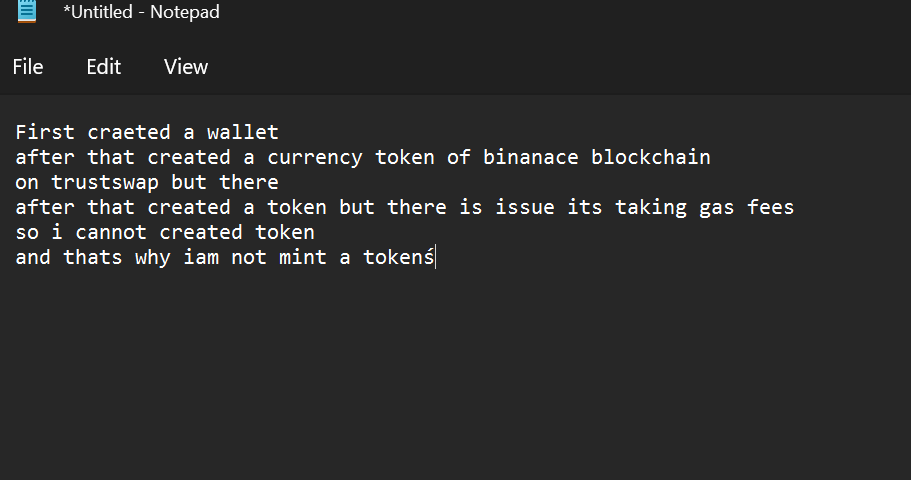 *Untitled - Notepad
File Edit View
First craeted a wallet
after that created a currency token of binanace blockchain
on trustswap but there
after that created a token but there is issue its taking gas fees
so i cannot created token
and thats why iam not mint a tokenś